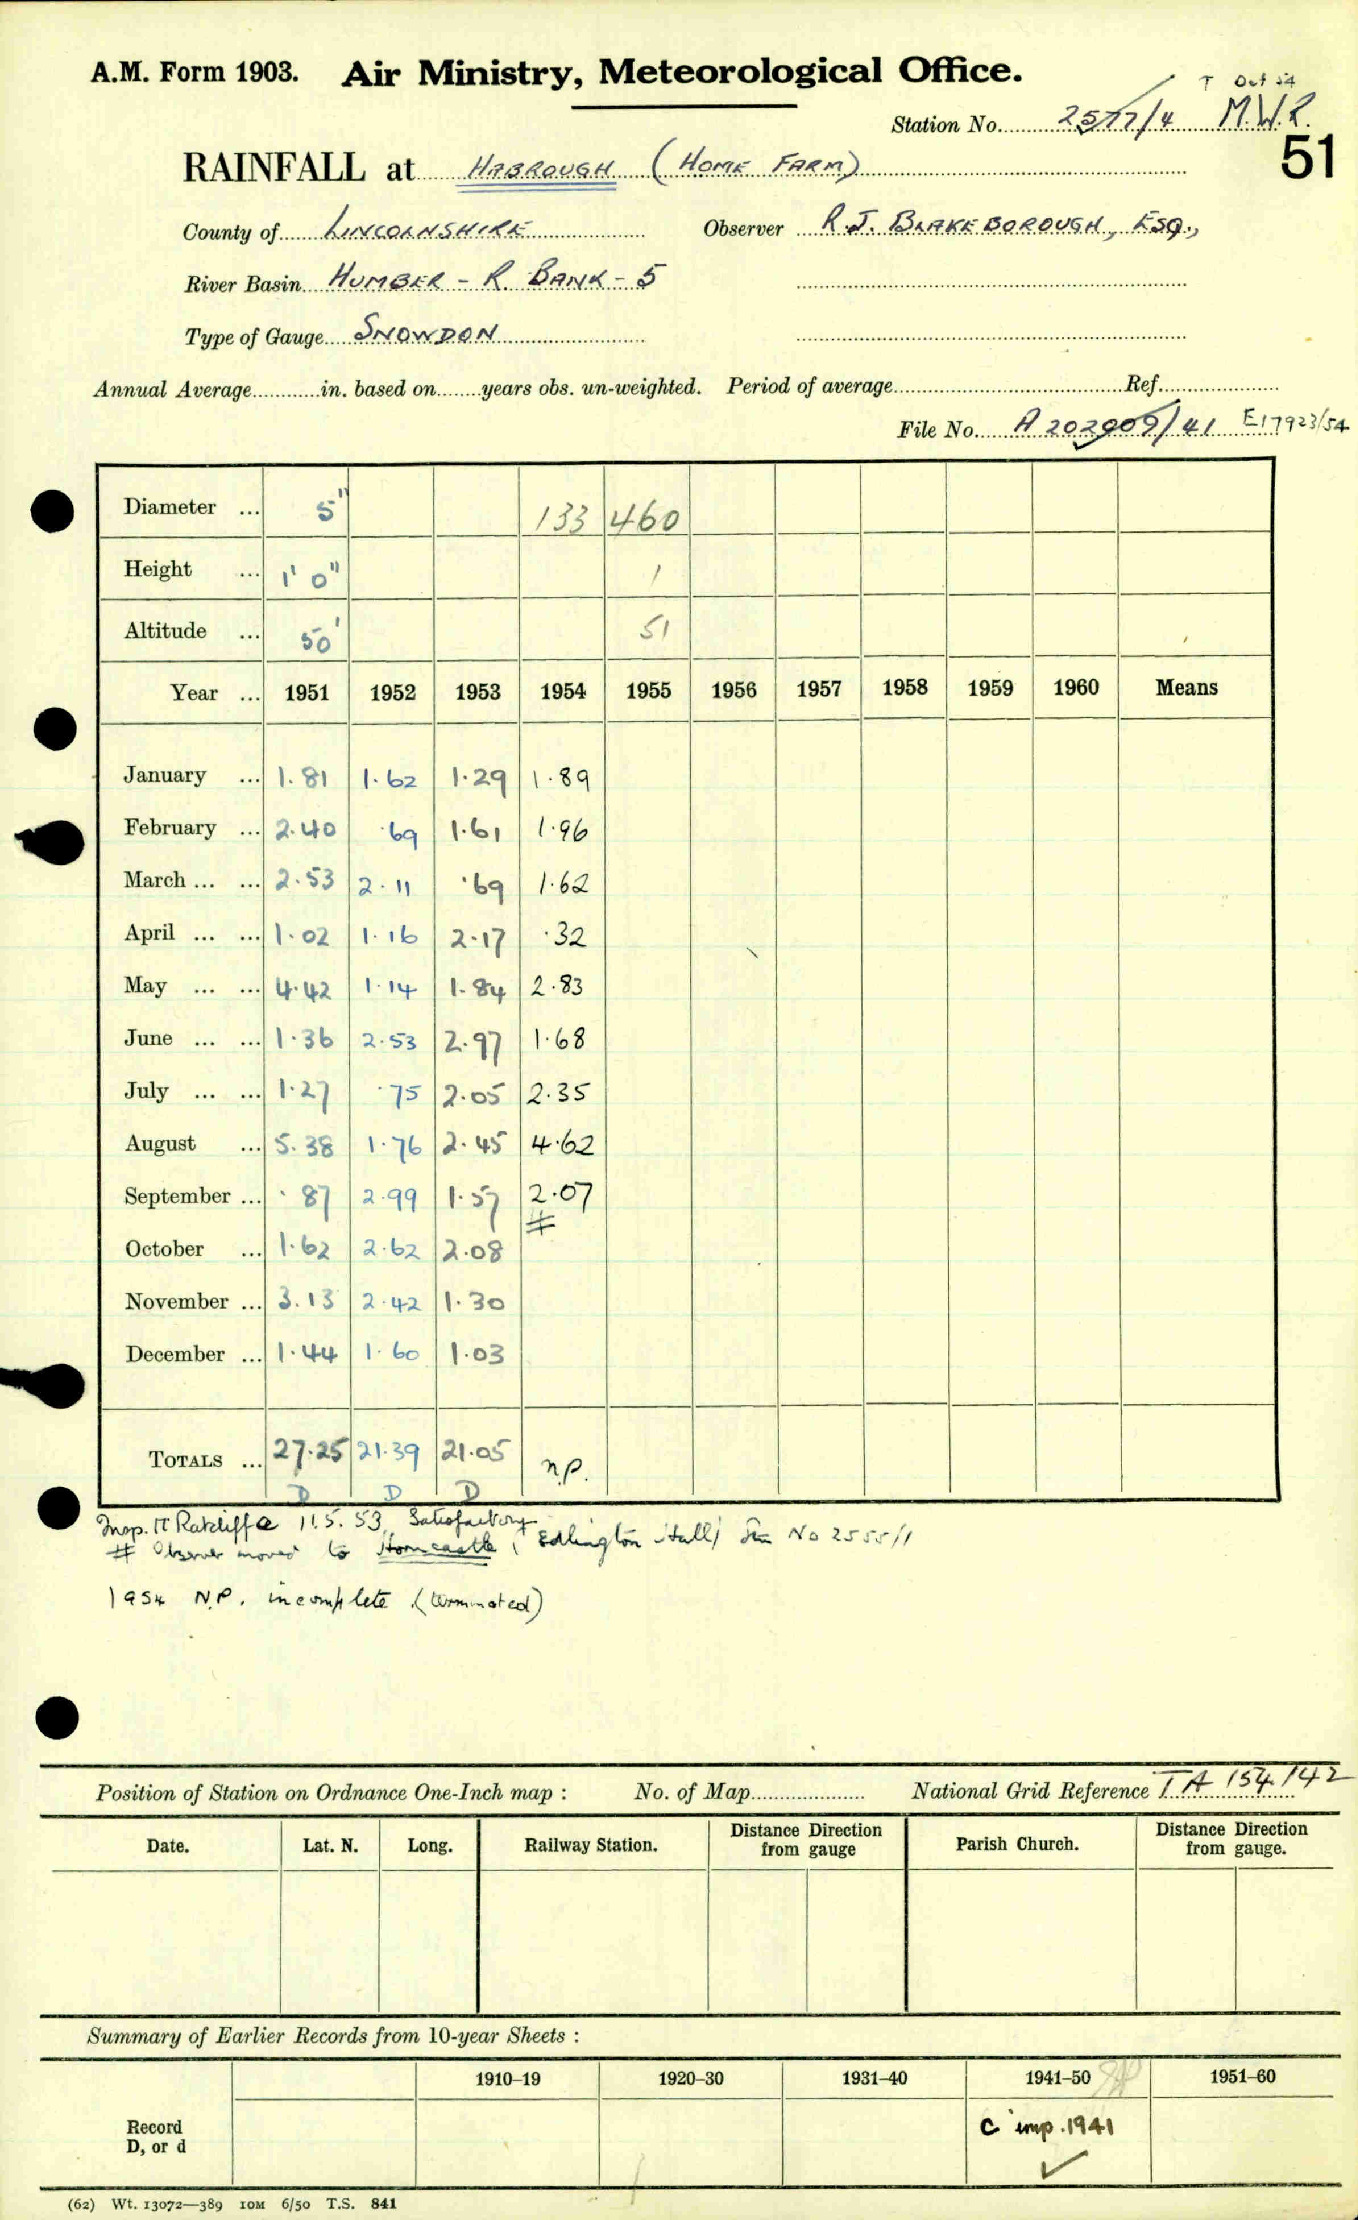 A.M. Form 1903. Air Ministry, Meteorological Office.
T Oct 54
Station No. 2577/4 M.W.R.
51
RAINFALL at HABROUGH (HOME FARM)
County of LINCOLNSHIRE Observer R.J. BLAKEBOROUGH, ESQ.,
River Basin HUMBER - R. BANK - 5
Type of Gauge SNOWDON
Annual Average in. based on years obs. un-weighted. Period of average Ref.
File No. A 202909/41 E17923/54
Diameter ... 5" 133 460
Height ... 1' 0" 1
Altitude ... 50' 51
Year ... 1951 1952 1953 1954 1955 1956 1957 1958 1959 1960 Means
January ... 1.81 1.62 1.29 1.89
February ... 2.40 .69 1.61 1.96
March ... ... 2.53 2.11 .69 1.62
April ... ... 1.02 1.16 2.17 .32
May ... ... 4.42 1.14 1.84 2.83
June ... ... 1.36 2.53 2.97 1.68
July ... ... 1.27 .75 2.05 2.35
August ... 5.38 1.76 2.45 4.62
September ... .87 2.99 1.57 2.07
#
October ... 1.62 2.62 2.08
November ... 3.13 2.42 1.30
December ... 1.44 1.60 1.03
TOTALS ... 27.25 21.39 21.05 n.p.
D D D
Insp. Ratcliffe 11.5.53 Satisfactory
# Observer moved to Horncastle (Edlington Hall) Stn No 2555/1
1954 N.P. incomplete (terminated)
Position of Station on Ordnance One-Inch map : No. of Map National Grid Reference TA 154/142
Date. Lat. N. Long. Railway Station. Distance from gauge Direction Parish Church. Distance from gauge. Direction
Summary of Earlier Records from 10-year Sheets :
1910–19 1920–30 1931–40 1941–50 1951–60
Record
D, or d
C imp. 1941
✓
(62) Wt. 13072—389 10M 6/50 T.S. 841